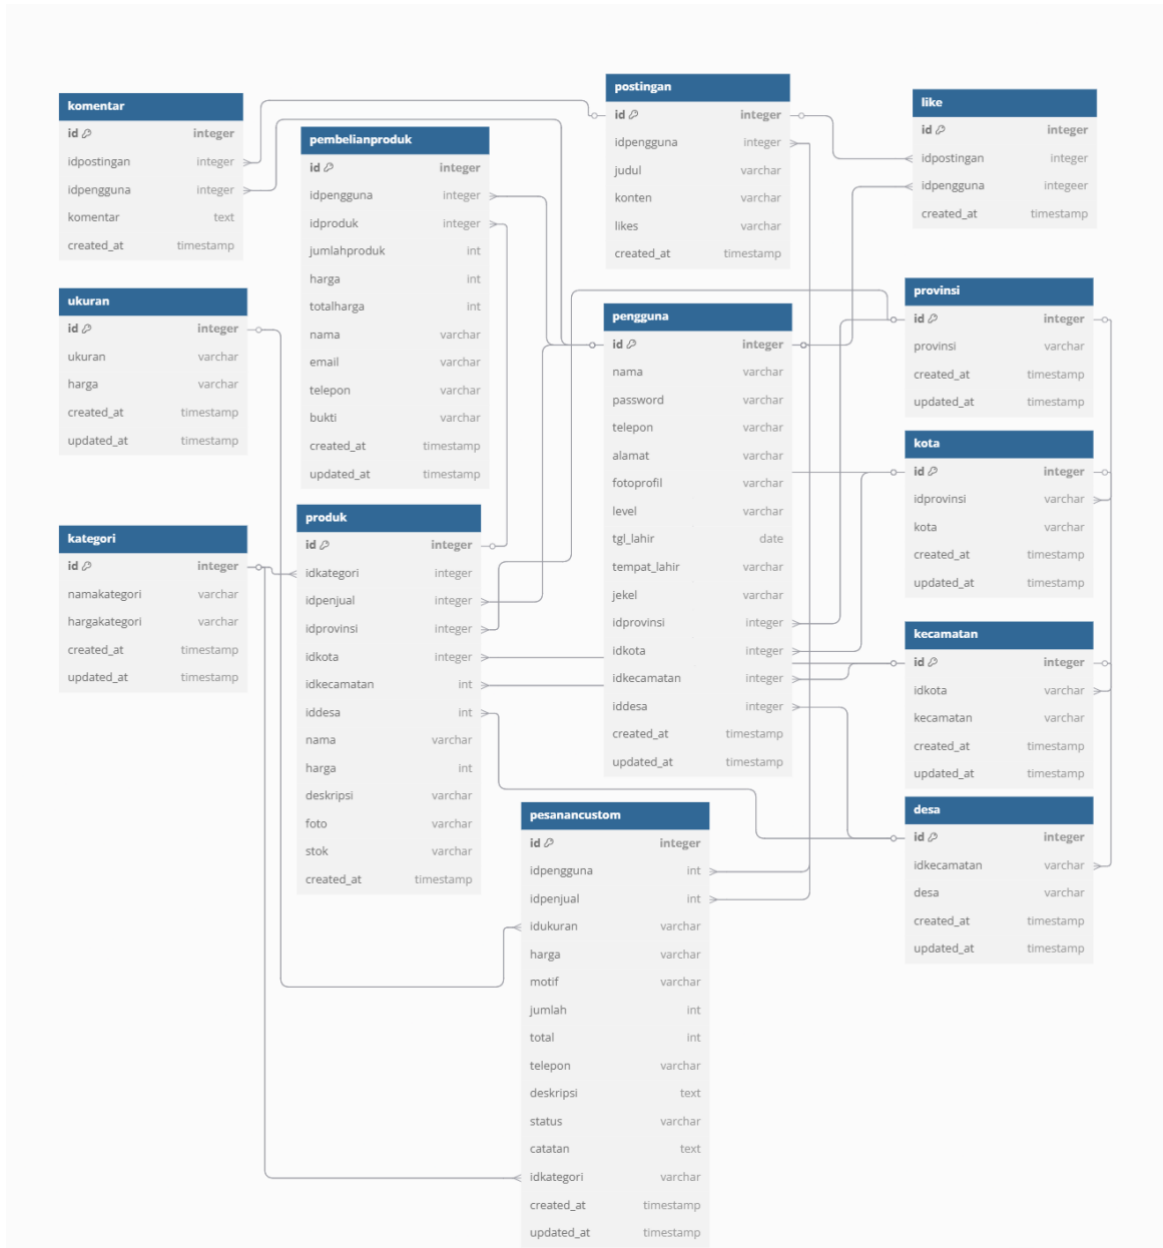 komentar
id integer
idpostingan integer
idpengguna integer
komentar text
created_at timestamp
pembelianproduk
id integer
idpengguna integer
idproduk integer
jumlahproduk int
harga int
totalharga int
nama varchar
email varchar
telepon varchar
bukti varchar
created_at timestamp
updated_at timestamp
postingan
id integer
idpengguna integer
judul varchar
konten varchar
likes varchar
created_at timestamp
like
id integer
idpostingan integer
idpengguna integeer
created_at timestamp
ukuran
id integer
ukuran varchar
harga varchar
created_at timestamp
updated_at timestamp
pengguna
id integer
nama varchar
password varchar
telepon varchar
alamat varchar
fotoprofil varchar
level varchar
tgl_lahir date
tempat_lahir varchar
jekel varchar
idprovinsi integer
idkota integer
idkecamatan integer
iddesa integer
created_at timestamp
updated_at timestamp
provinsi
id integer
provinsi varchar
created_at timestamp
updated_at timestamp
kota
id integer
idprovinsi varchar
kota varchar
created_at timestamp
updated_at timestamp
kategori
id integer
namakategori varchar
hargakategori varchar
created_at timestamp
updated_at timestamp
produk
id integer
idkategori integer
idpenjual integer
idprovinsi integer
idkota integer
idkecamatan int
iddesa int
nama varchar
harga int
deskripsi varchar
foto varchar
stok varchar
created_at timestamp
kecamatan
id integer
idkota varchar
kecamatan varchar
created_at timestamp
updated_at timestamp
desa
id integer
idkecamatan varchar
desa varchar
created_at timestamp
updated_at timestamp
pesanancustom
id integer
idpengguna int
idpenjual int
idukuran varchar
harga varchar
motif varchar
jumlah int
total int
telepon varchar
deskripsi text
status varchar
catatan text
idkategori varchar
created_at timestamp
updated_at timestamp